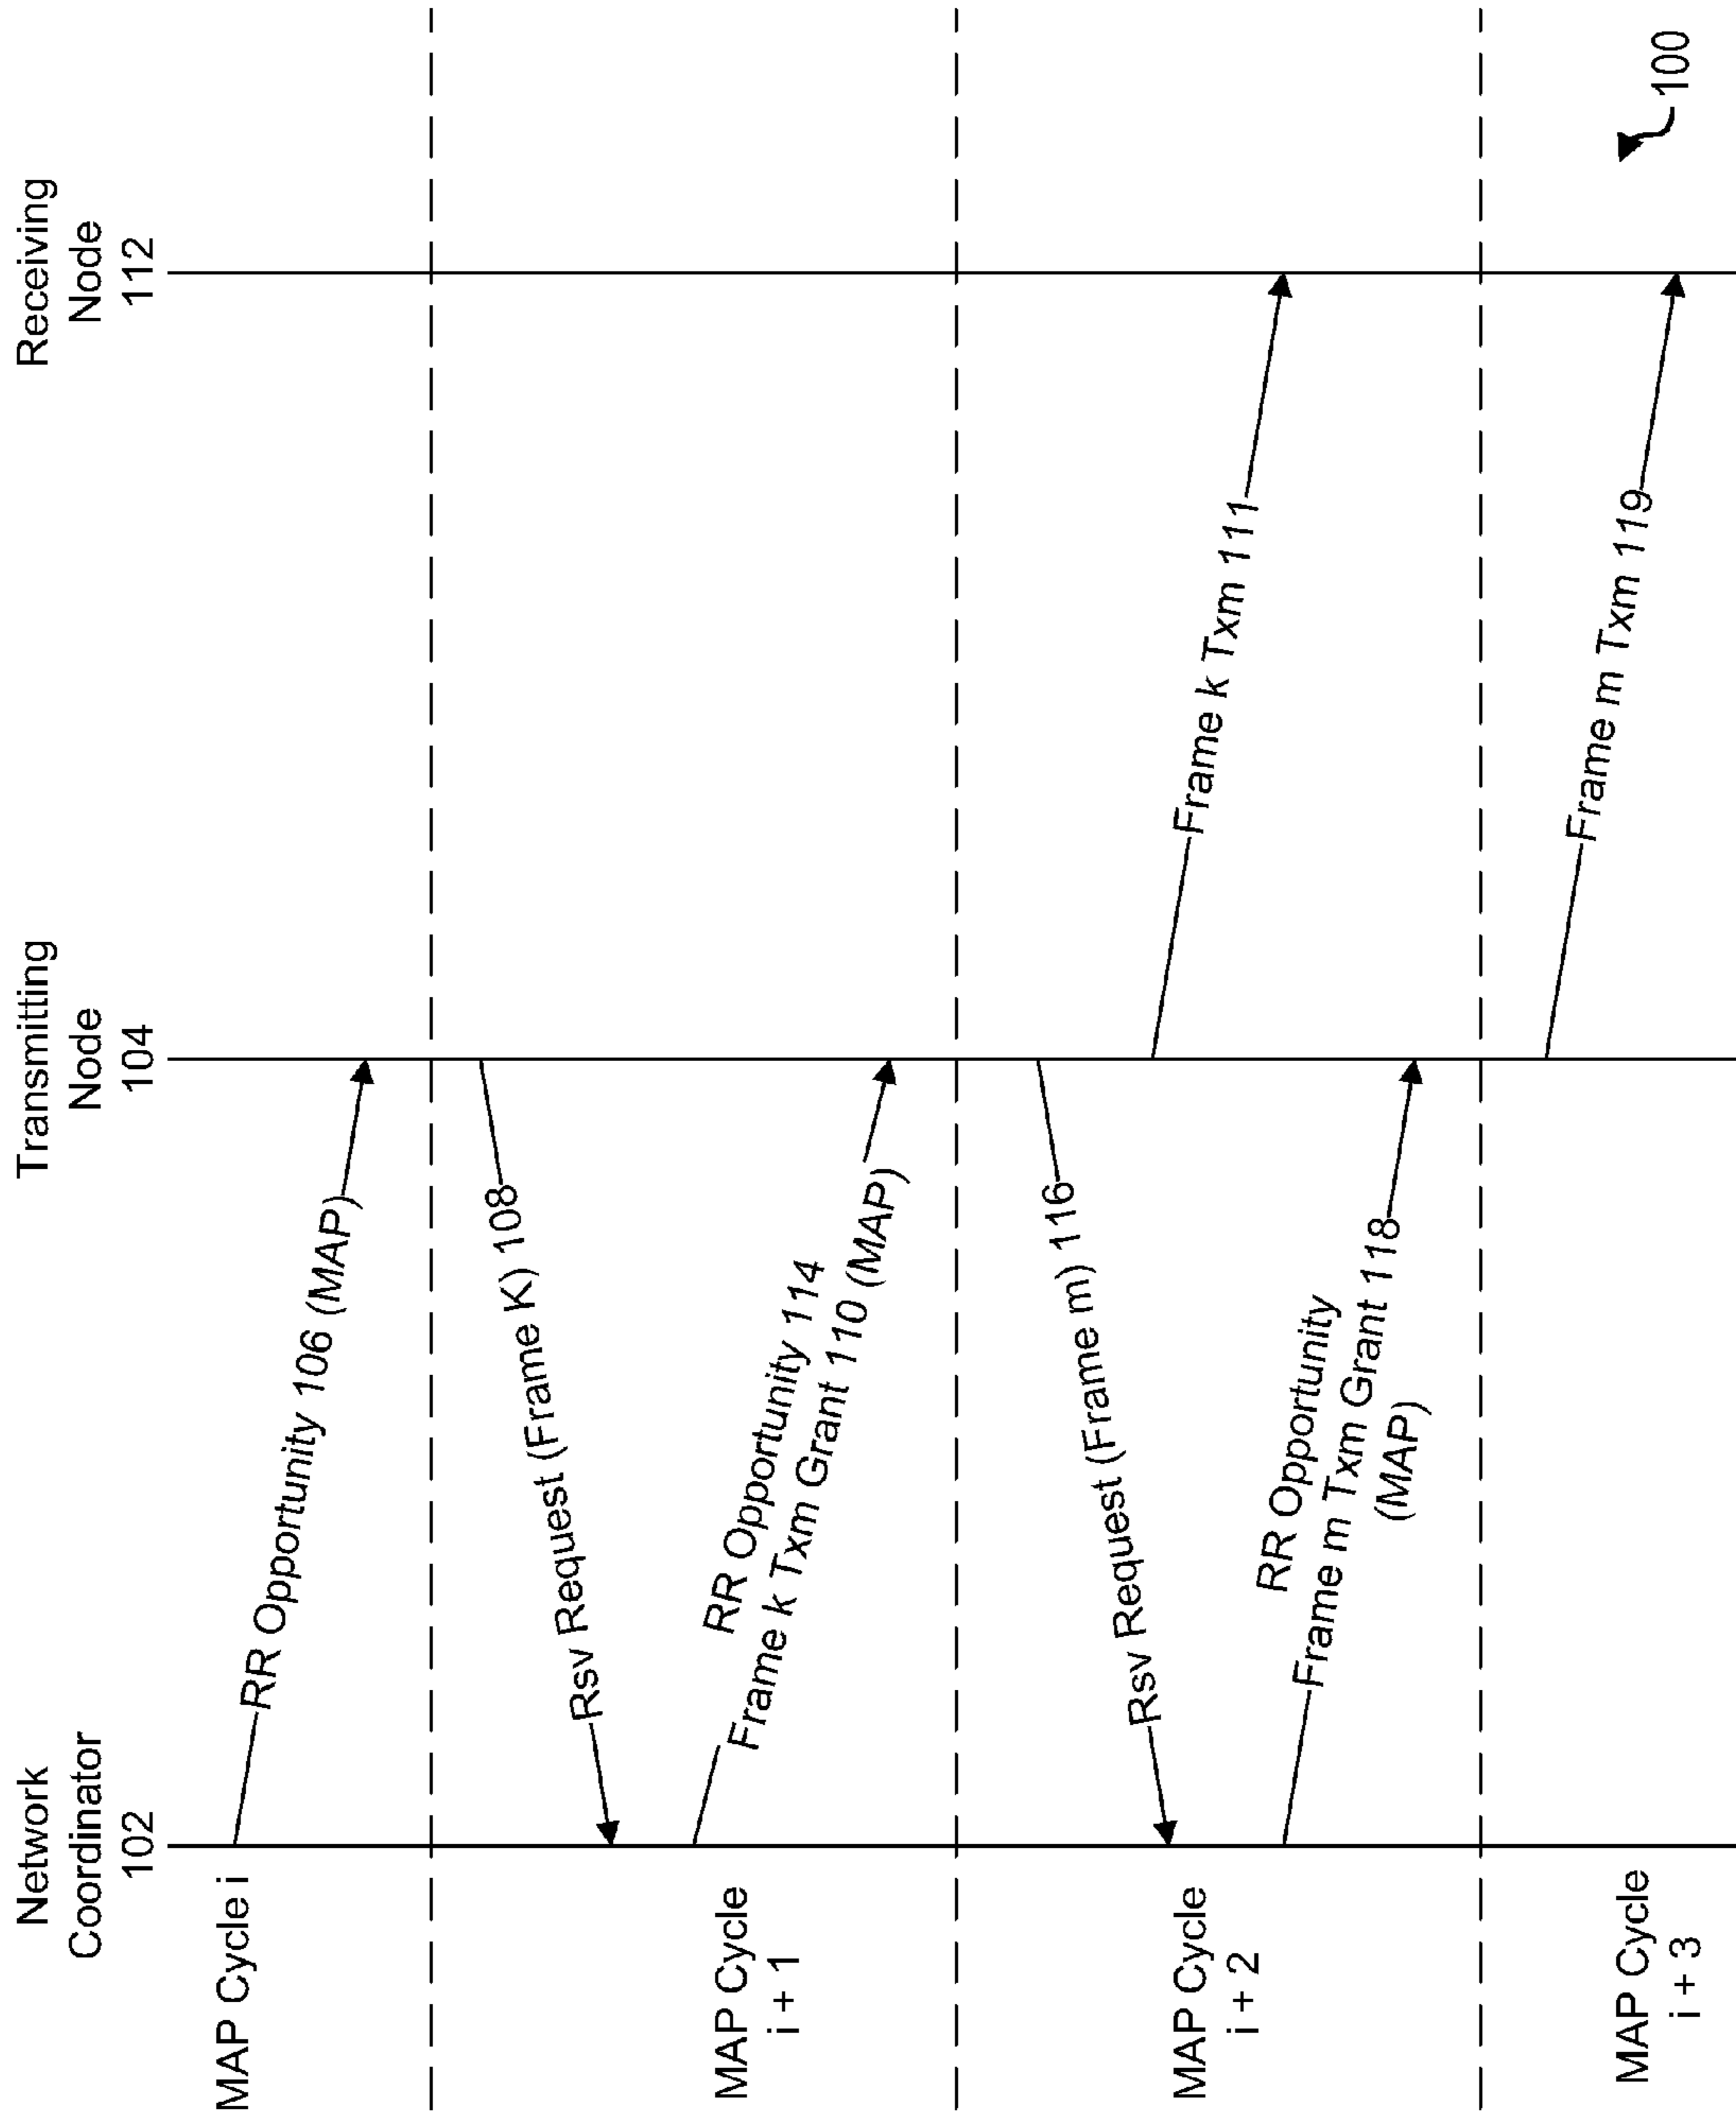 Network
Coordinator
102
Transmitting
Node
104
Receiving
Node
112
MAP Cycle i
RR Opportunity 106 (MAP)
MAP Cycle
i + 1
Rsv Request (Frame K) 108
RR Opportunity 114
Frame k Txm Grant 110 (MAP)
MAP Cycle
i + 2
Rsv Request (Frame m) 116
Frame k Txm 111
RR Opportunity
Frame m Txm Grant 118
(MAP)
MAP Cycle
i + 3
Frame m Txm 119
100